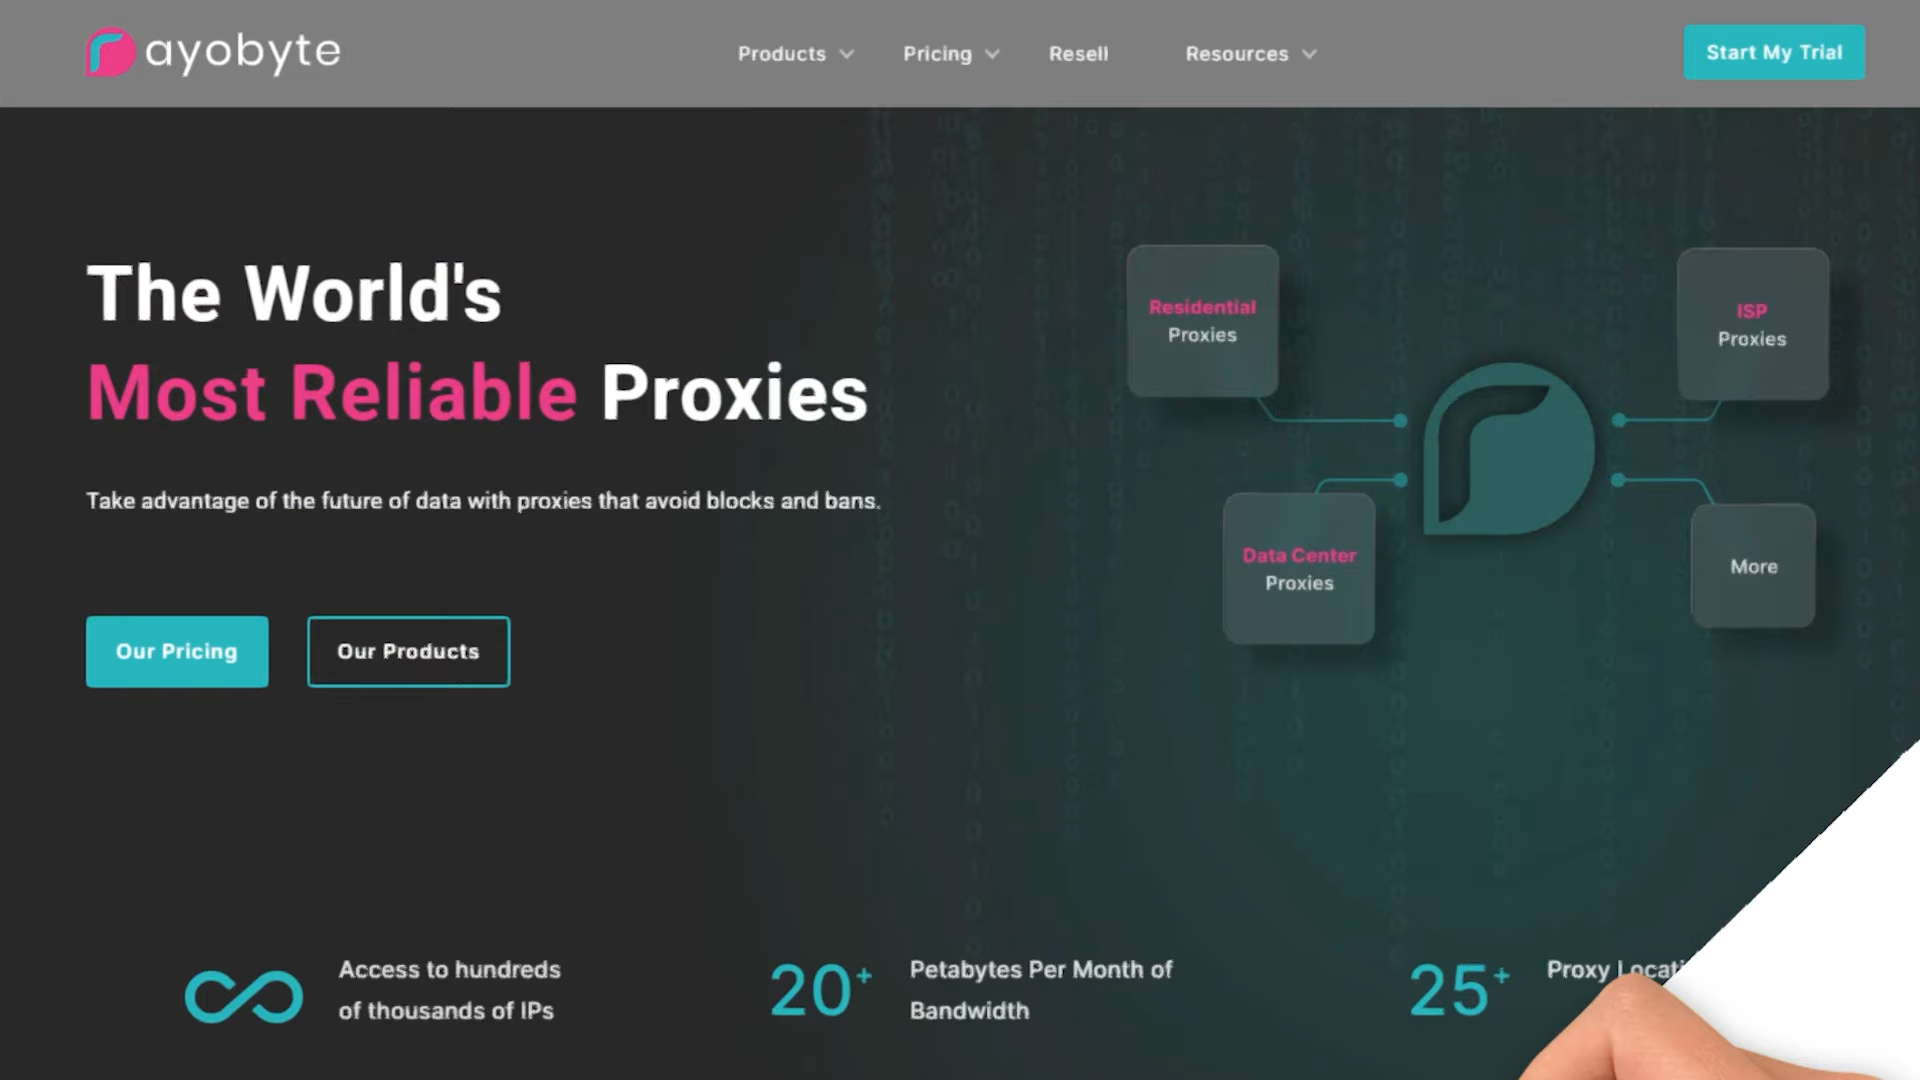 ayobyte
Products
Pricing
Resell
Resources
Start My Trial
The World's
Most Reliable Proxies
Take advantage of the future of data with proxies that avoid blocks and bans.
Our Pricing
Our Products
Residential
Proxies
ISP
Proxies
Data Center
Proxies
More
Access to hundreds
of thousands of IPs
20+
Petabytes Per Month of
Bandwidth
25+
Proxy